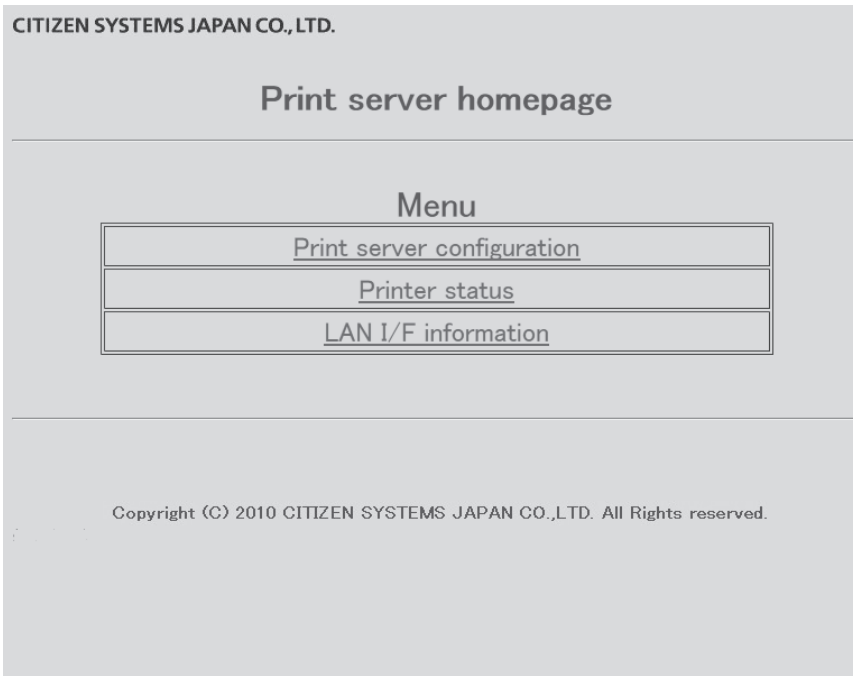 CITIZEN SYSTEMS JAPAN CO., LTD.
Print server homepage
Menu
Print server configuration
Printer status
LAN I/F information
Copyright (C) 2010 CITIZEN SYSTEMS JAPAN CO.,LTD. All Rights reserved.